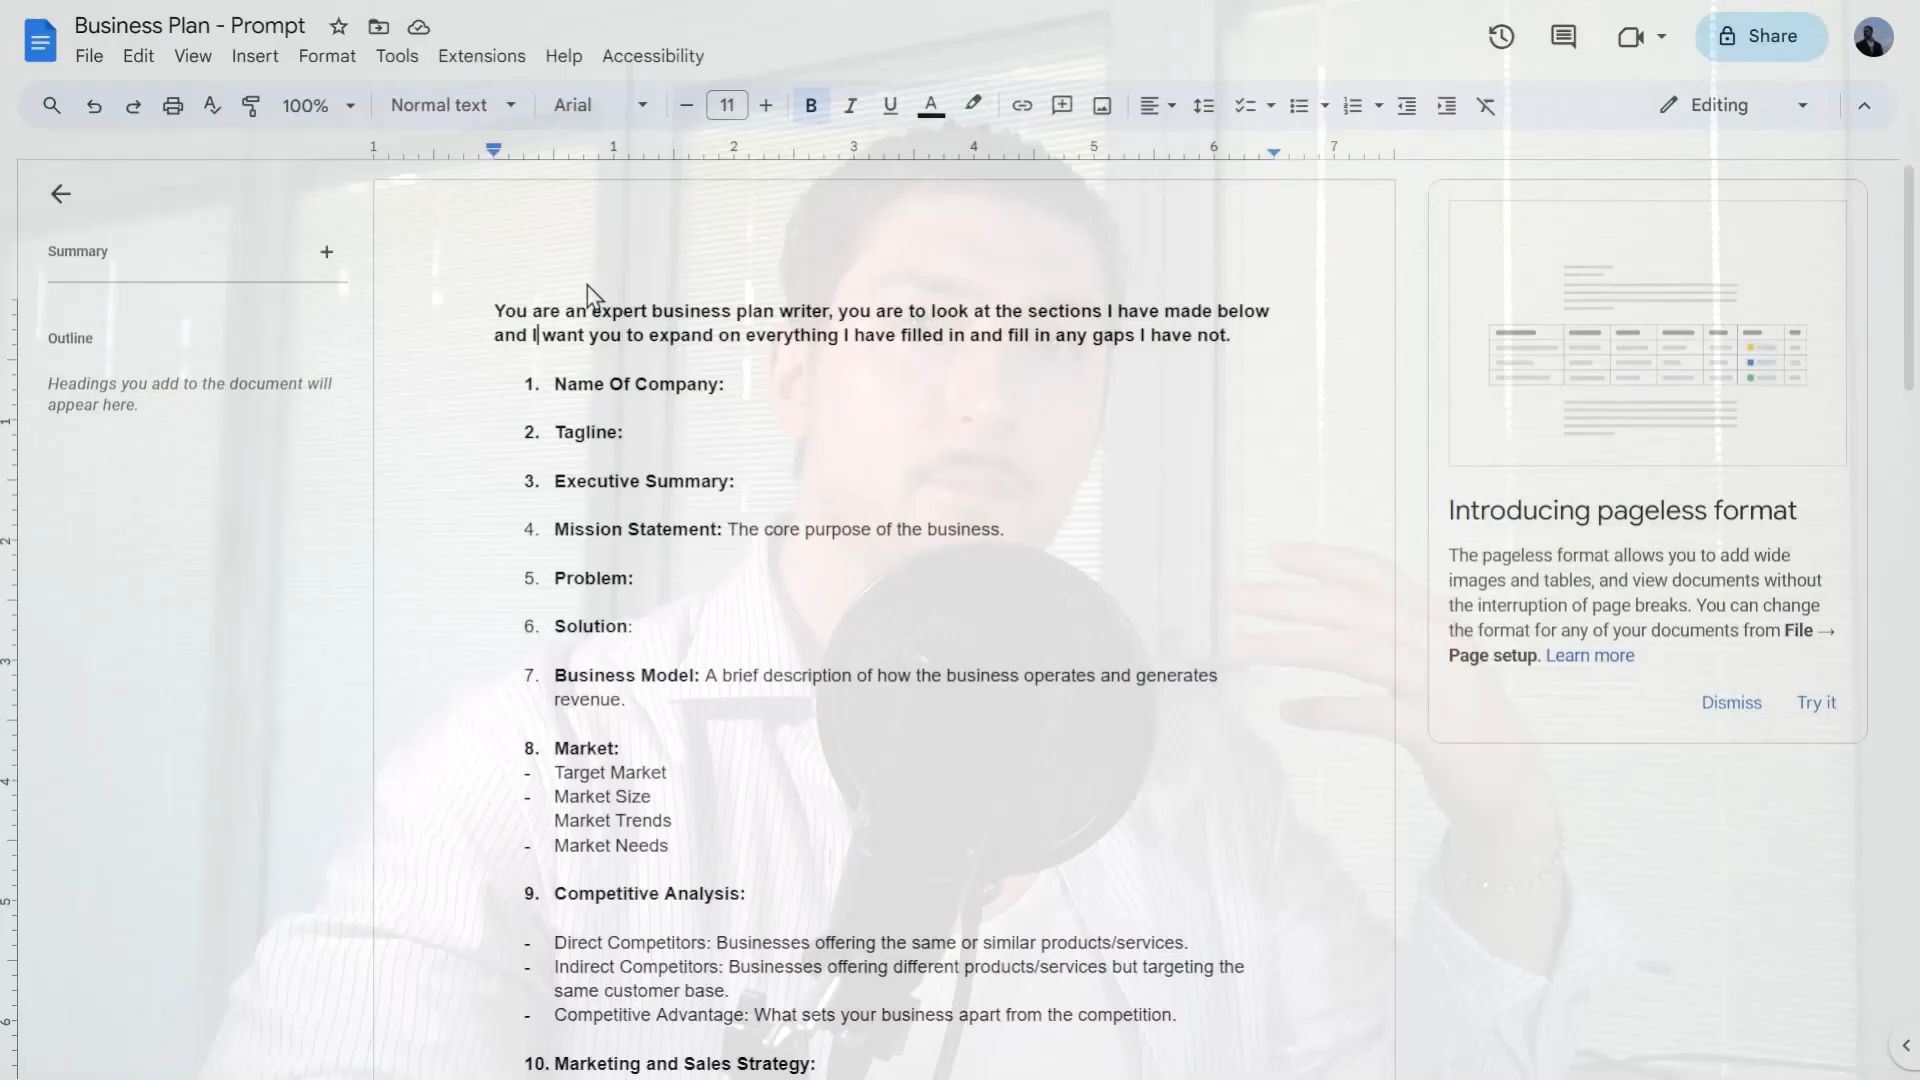 Business Plan - Prompt
File Edit View Insert Format Tools Extensions Help Accessibility
Share
100% Normal text Arial 11 B I U A Editing
1 1 2 3 4 5 6 7
Summary
Outline
Headings you add to the document will
appear here.
You are an expert business plan writer, you are to look at the sections I have made below
and I want you to expand on everything I have filled in and fill in any gaps I have not.
1. Name Of Company:
2. Tagline:
3. Executive Summary:
4. Mission Statement: The core purpose of the business.
5. Problem:
6. Solution:
7. Business Model: A brief description of how the business operates and generates
revenue.
8. Market:
- Target Market
- Market Size
Market Trends
- Market Needs
9. Competitive Analysis:
- Direct Competitors: Businesses offering the same or similar products/services.
- Indirect Competitors: Businesses offering different products/services but targeting the
same customer base.
- Competitive Advantage: What sets your business apart from the competition.
10. Marketing and Sales Strategy:
Introducing pageless format
The pageless format allows you to add wide
images and tables, and view documents without
the interruption of page breaks. You can change
the format for any of your documents from File →
Page setup. Learn more
Dismiss Try it
1
2
3
4
5
6